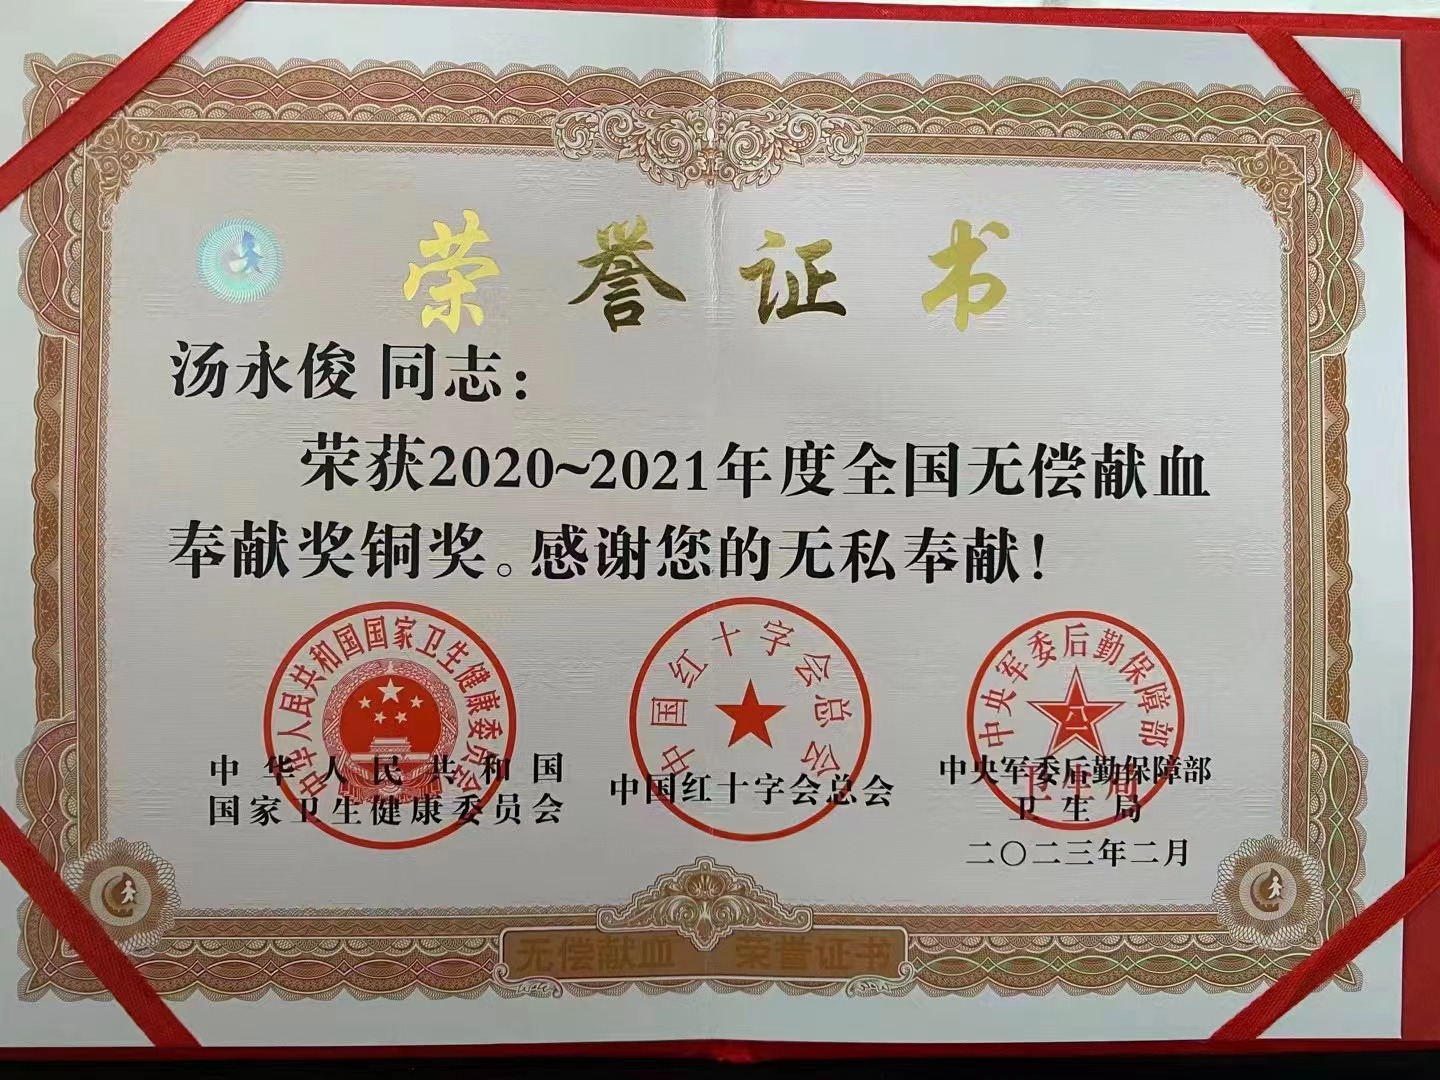 荣誉证书
汤永俊 同志：
荣获2020~2021年度全国无偿献血
奉献奖铜奖。感谢您的无私奉献！
中华人民共和国国家卫生健康委员会
中国红十字会总会
中央军委后勤保障部
卫生局
中华人民共和国
国家卫生健康委员会
中国红十字会总会
中央军委后勤保障部
卫生局
二〇二三年二月
无偿献血 荣誉证书